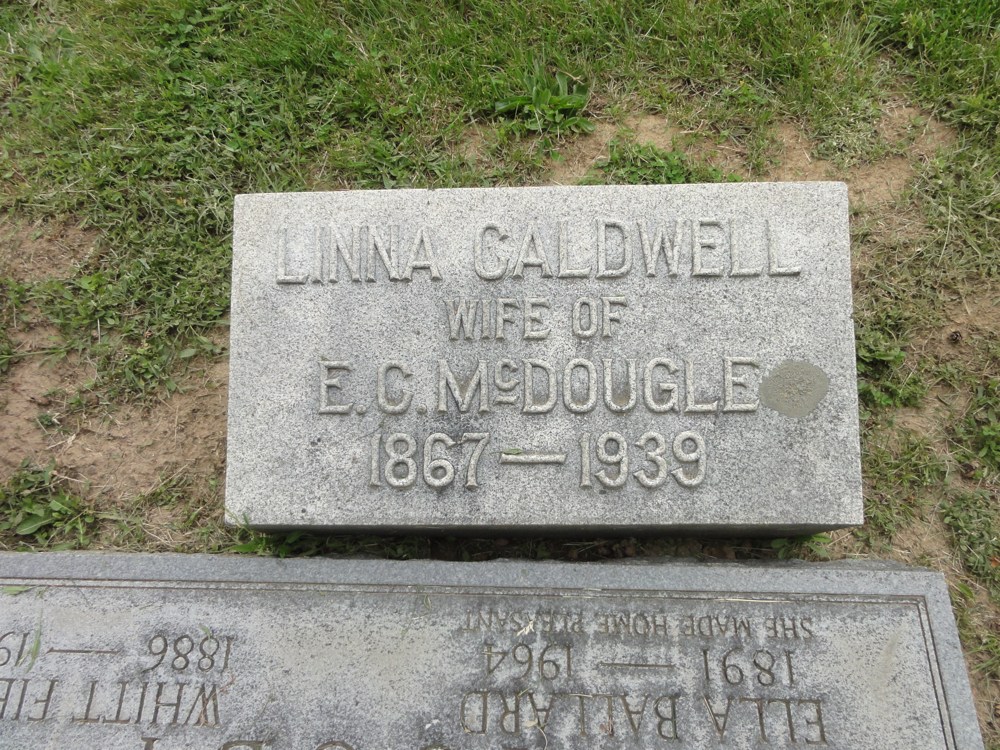 LINNA CALDWELL
WIFE OF
E. C. McDOUGLE
1867 — 1939
ELLA BALLARD
1891 — 1964
SHE MADE HOME PLEASANT
WHITT
1886 —